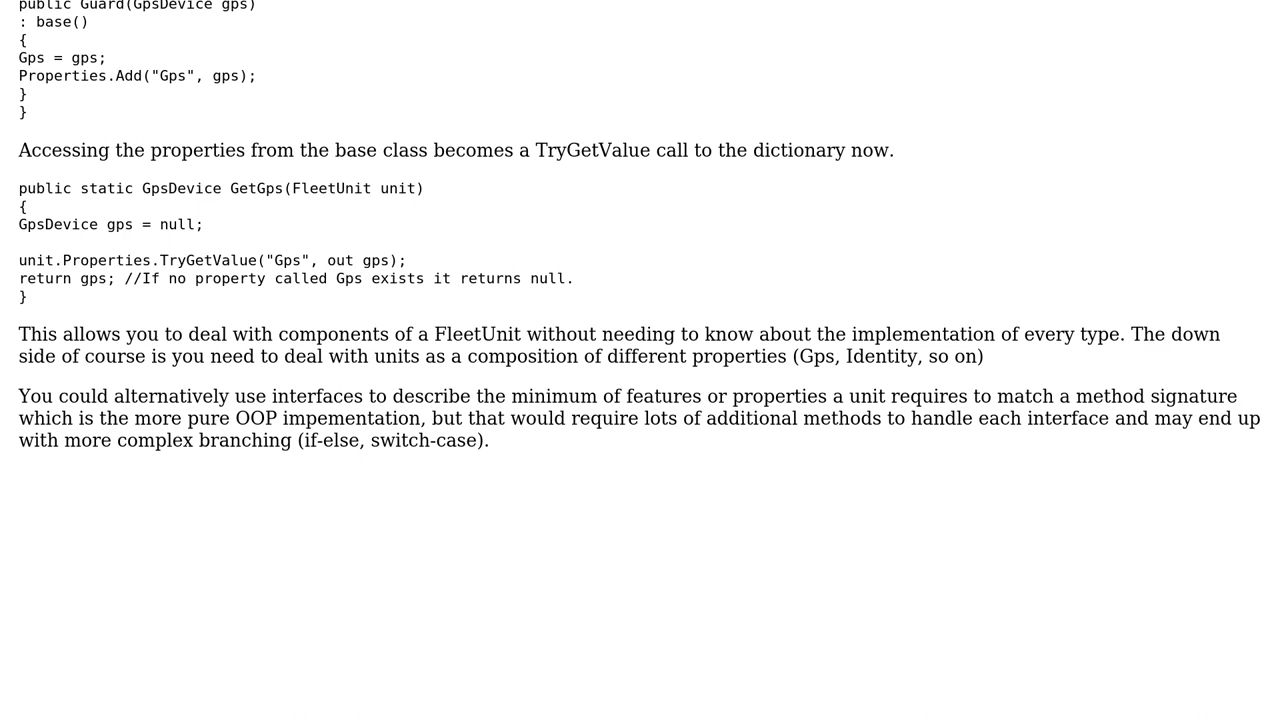 public Guard(GpsDevice gps)
: base()
{
Gps = gps;
Properties.Add("Gps", gps);
}
}
Accessing the properties from the base class becomes a TryGetValue call to the dictionary now.
public static GpsDevice GetGps(FleetUnit unit)
{
GpsDevice gps = null;
unit.Properties.TryGetValue("Gps", out gps);
return gps; //If no property called Gps exists it returns null.
}
This allows you to deal with components of a FleetUnit without needing to know about the implementation of every type. The down
side of course is you need to deal with units as a composition of different properties (Gps, Identity, so on)
You could alternatively use interfaces to describe the minimum of features or properties a unit requires to match a method signature
which is the more pure OOP impementation, but that would require lots of additional methods to handle each interface and may end up
with more complex branching (if-else, switch-case).